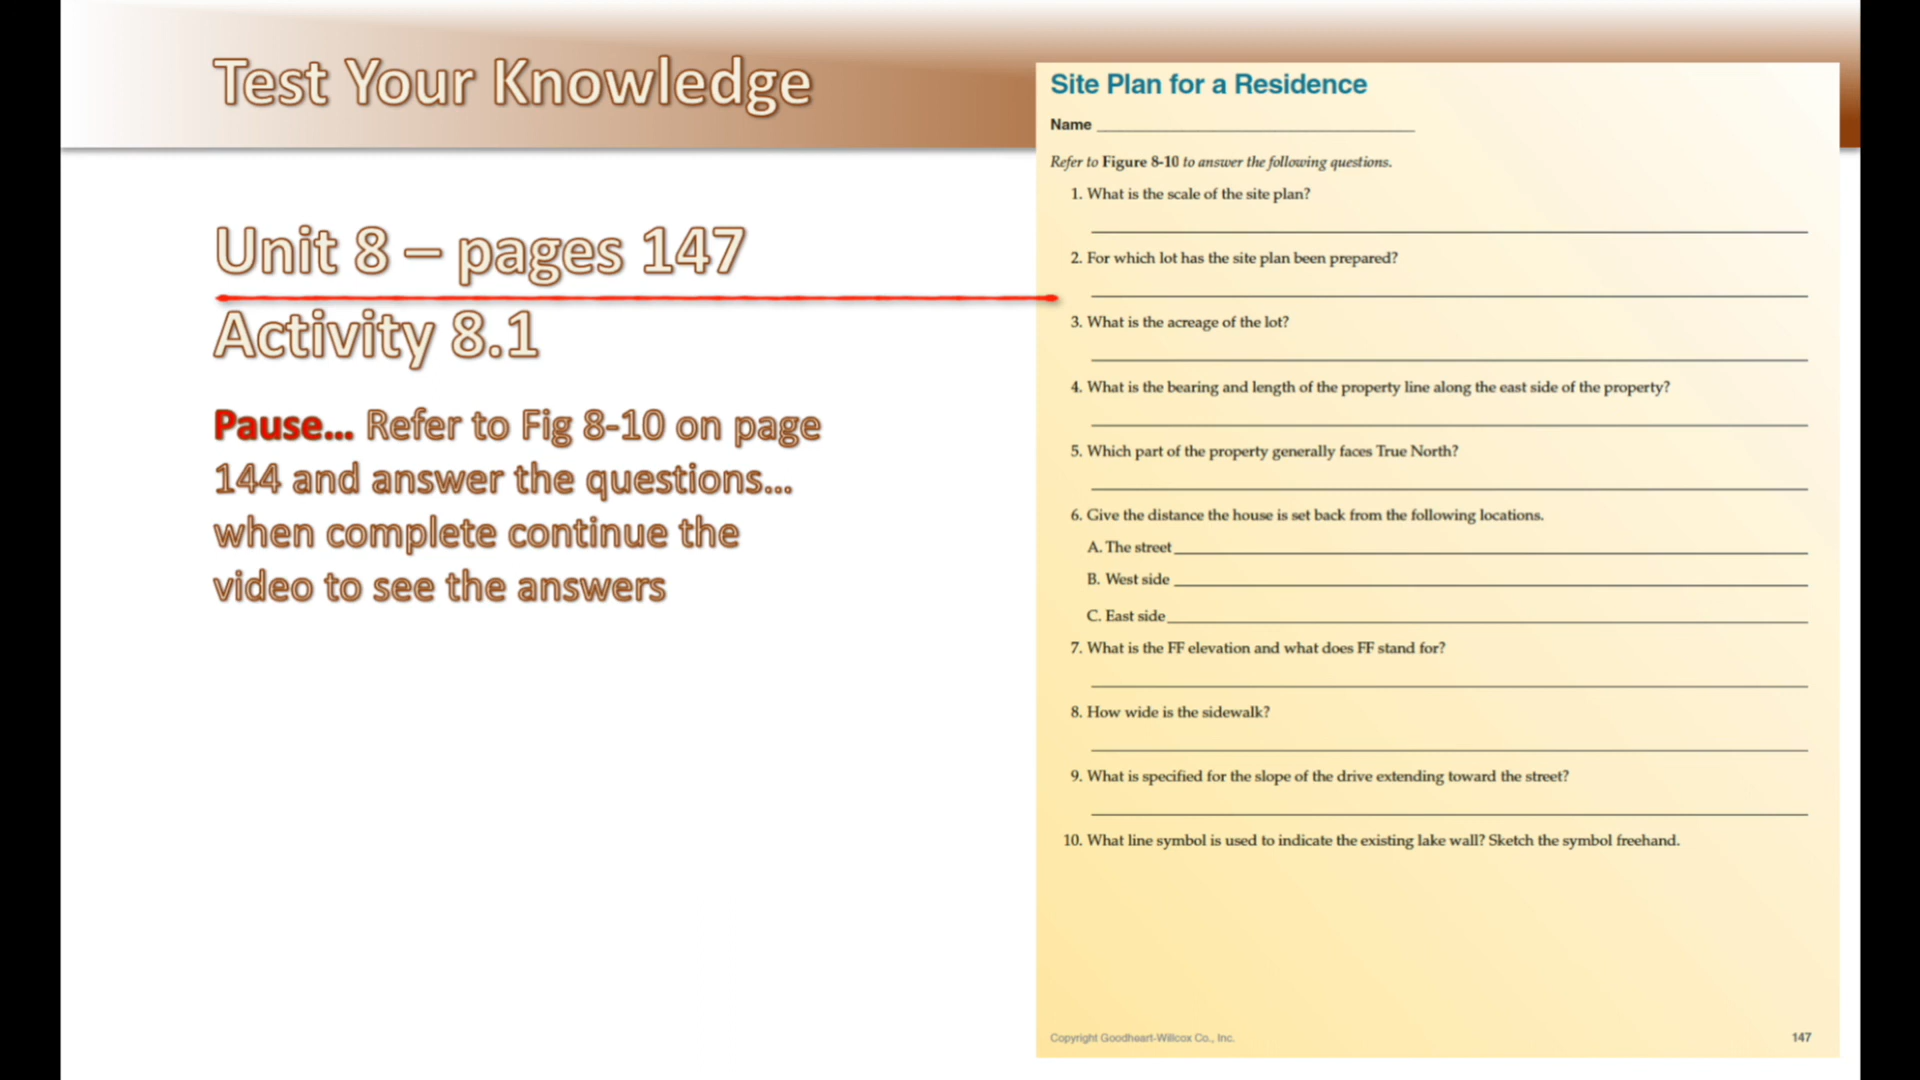 Test Your Knowledge
Unit 8 – pages 147
Activity 8.1
Pause... Refer to Fig 8-10 on page
144 and answer the questions...
when complete continue the
video to see the answers
Site Plan for a Residence
Name
Refer to Figure 8-10 to answer the following questions.
1. What is the scale of the site plan?
2. For which lot has the site plan been prepared?
3. What is the acreage of the lot?
4. What is the bearing and length of the property line along the east side of the property?
5. Which part of the property generally faces True North?
6. Give the distance the house is set back from the following locations.
A. The street
B. West side
C. East side
7. What is the FF elevation and what does FF stand for?
8. How wide is the sidewalk?
9. What is specified for the slope of the drive extending toward the street?
10. What line symbol is used to indicate the existing lake wall? Sketch the symbol freehand.
Copyright Goodheart-Willcox Co., Inc.
147